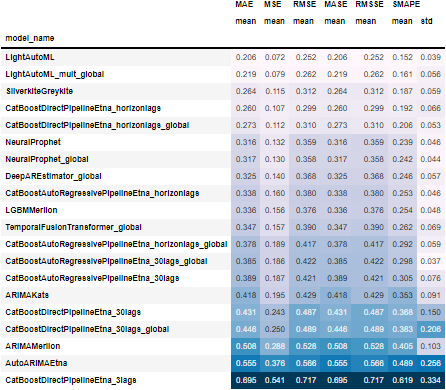 MAE MSE RMSE MASE RMSSE SMAPE
mean mean mean mean mean mean std
model_name
LightAutoML 0.206 0.072 0.252 0.206 0.252 0.152 0.039
LightAutoML_mult_global 0.219 0.079 0.262 0.219 0.262 0.161 0.056
SilverkiteGreykite 0.264 0.115 0.312 0.264 0.312 0.187 0.059
CatBoostDirectPipelineEtna_horizonlags 0.260 0.107 0.299 0.260 0.299 0.192 0.066
CatBoostDirectPipelineEtna_horizonlags_global 0.273 0.112 0.310 0.273 0.310 0.206 0.053
NeuralProphet 0.316 0.132 0.359 0.316 0.359 0.239 0.046
NeuralProphet_global 0.317 0.130 0.358 0.317 0.358 0.242 0.044
DeepAREstimator_global 0.325 0.140 0.368 0.325 0.368 0.246 0.057
CatBoostAutoRegressivePipelineEtna_horizonlags 0.338 0.160 0.380 0.338 0.380 0.253 0.046
LGBMMerlion 0.336 0.156 0.376 0.336 0.376 0.254 0.048
TemporalFusionTransformer_global 0.347 0.157 0.390 0.347 0.390 0.262 0.069
CatBoostAutoRegressivePipelineEtna_horizonlags_global 0.378 0.189 0.417 0.378 0.417 0.292 0.059
CatBoostAutoRegressivePipelineEtna_30lags_global 0.385 0.186 0.422 0.385 0.422 0.298 0.037
CatBoostAutoRegressivePipelineEtna_30lags 0.389 0.187 0.421 0.389 0.421 0.305 0.076
ARIMAKats 0.418 0.195 0.429 0.418 0.429 0.353 0.091
CatBoostDirectPipelineEtna_30lags 0.431 0.243 0.487 0.431 0.487 0.368 0.150
CatBoostDirectPipelineEtna_30lags_global 0.446 0.250 0.489 0.446 0.489 0.383 0.206
ARIMAMerlion 0.508 0.288 0.528 0.508 0.528 0.405 0.103
AutoARIMAEtna 0.555 0.376 0.566 0.555 0.566 0.489 0.256
CatBoostDirectPipelineEtna_3lags 0.695 0.541 0.717 0.695 0.717 0.619 0.334